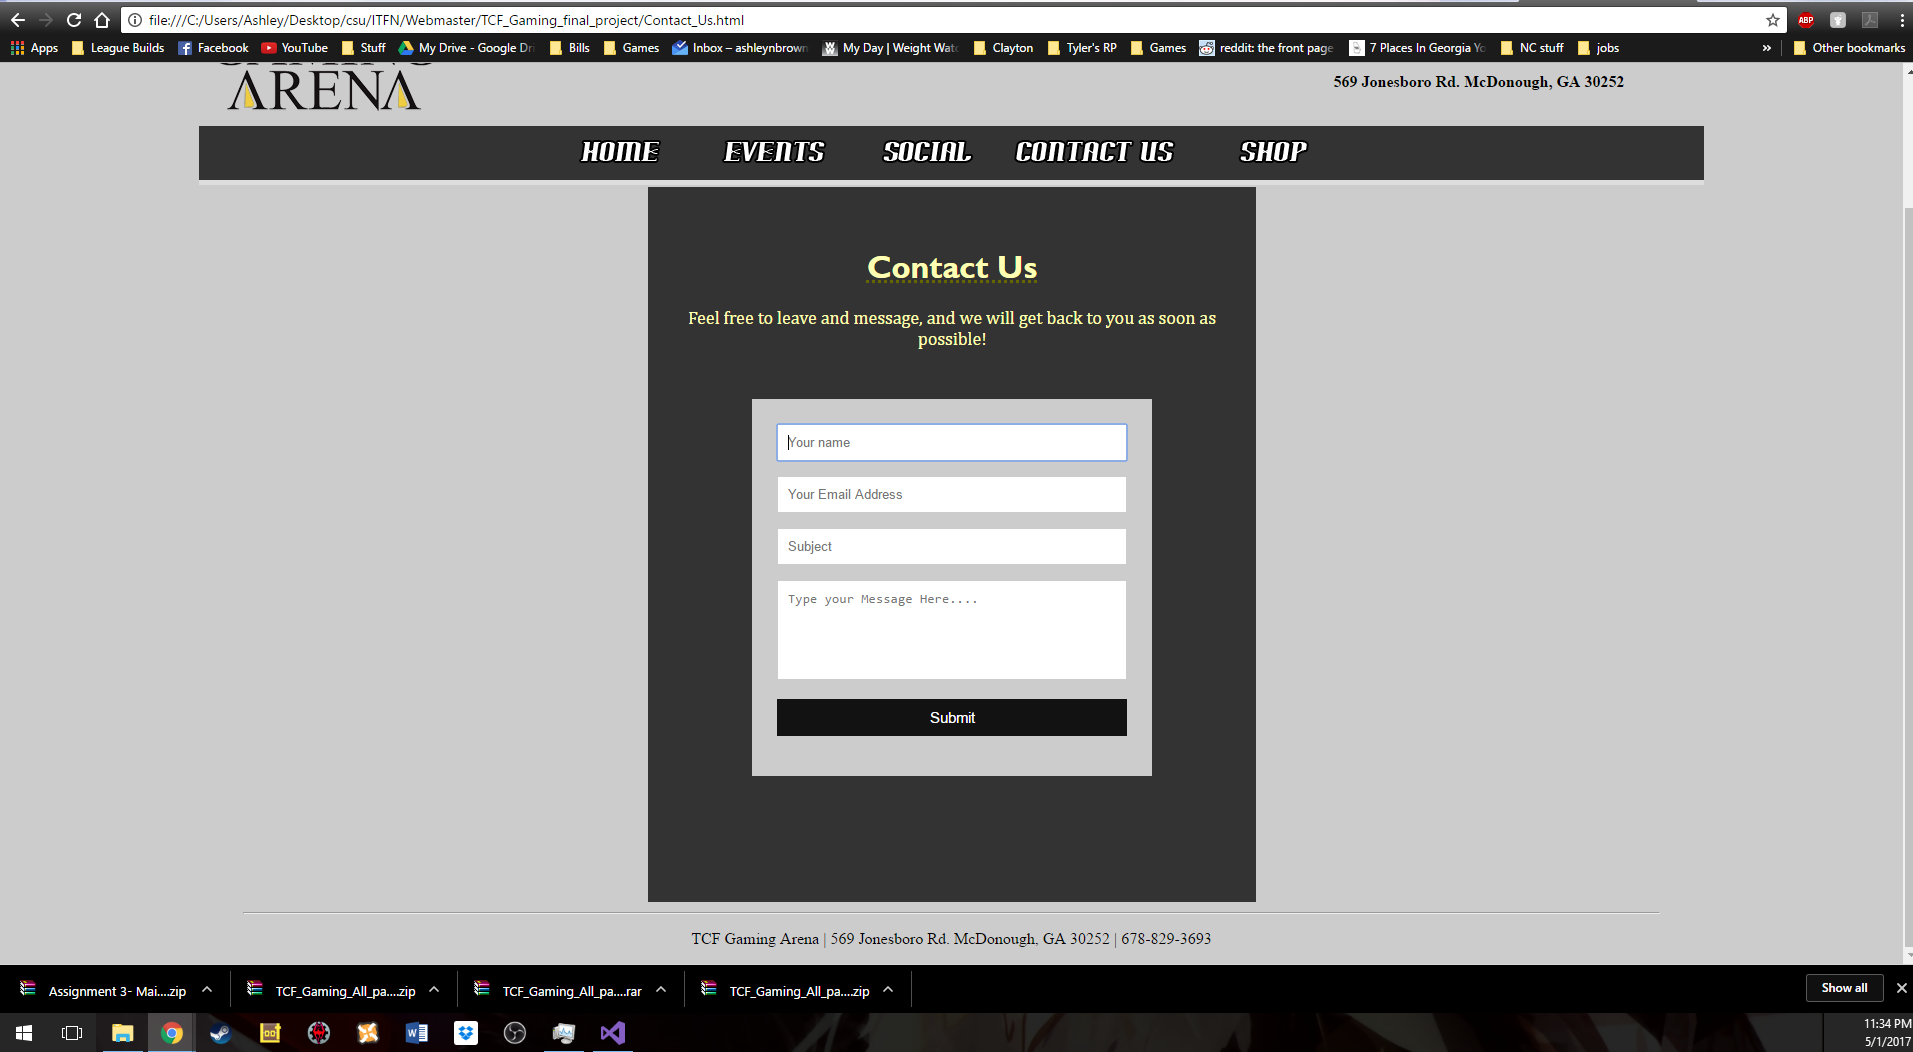 file:///C:/Users/Ashley/Desktop/csu/ITFN/Webmaster/TCF_Gaming_final_project/Contact_Us.html
ABP
Apps League Builds Facebook YouTube Stuff My Drive - Google Dri Bills Games Inbox – ashleynbrown My Day | Weight Wat Clayton Tyler's RP Games reddit: the front page 7 Places In Georgia Yo NC stuff jobs » Other bookmarks
GAMING
ARENA
569 Jonesboro Rd. McDonough, GA 30252
HOME EVENTS SOCIAL CONTACT US SHOP
Contact Us
Feel free to leave and message, and we will get back to you as soon as
possible!
Your name
Your Email Address
Subject
Type your Message Here....
Submit
TCF Gaming Arena | 569 Jonesboro Rd. McDonough, GA 30252 | 678-829-3693
Assignment 3- Mai....zip TCF_Gaming_All_pa....zip TCF_Gaming_All_pa....rar TCF_Gaming_All_pa....zip Show all
11:34 PM
5/1/2017